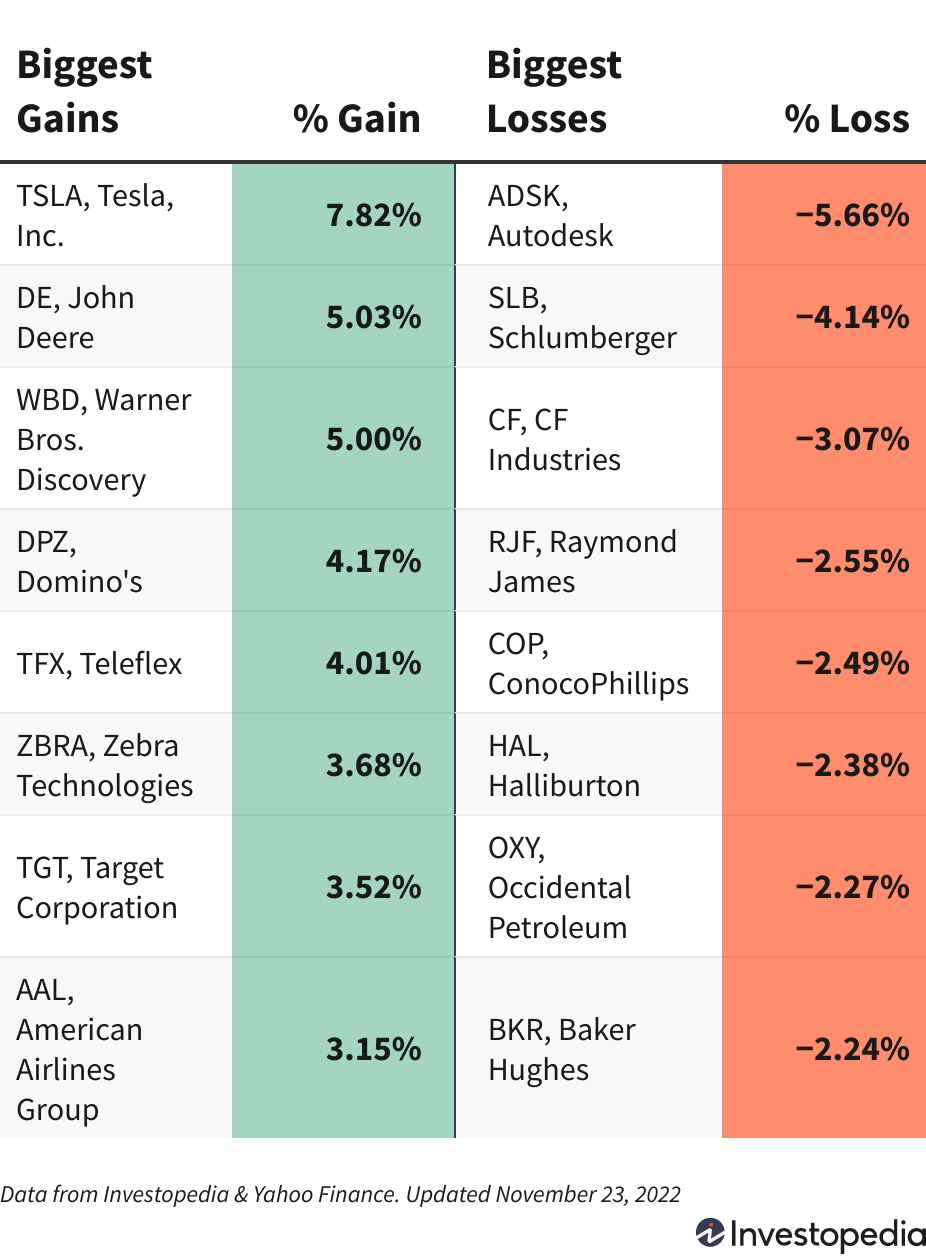 Biggest
Gains
% Gain
Biggest
Losses
% Loss
TSLA, Tesla,
Inc.
7.82%
ADSK,
Autodesk
−5.66%
DE, John
Deere
5.03%
SLB,
Schlumberger
−4.14%
WBD, Warner
Bros.
Discovery
5.00%
CF, CF
Industries
−3.07%
DPZ,
Domino's
4.17%
RJF, Raymond
James
−2.55%
TFX, Teleflex
4.01%
COP,
ConocoPhillips
−2.49%
ZBRA, Zebra
Technologies
3.68%
HAL,
Halliburton
−2.38%
TGT, Target
Corporation
3.52%
OXY,
Occidental
Petroleum
−2.27%
AAL,
American
Airlines
Group
3.15%
BKR, Baker
Hughes
−2.24%
Data from Investopedia & Yahoo Finance. Updated November 23, 2022
Investopedia